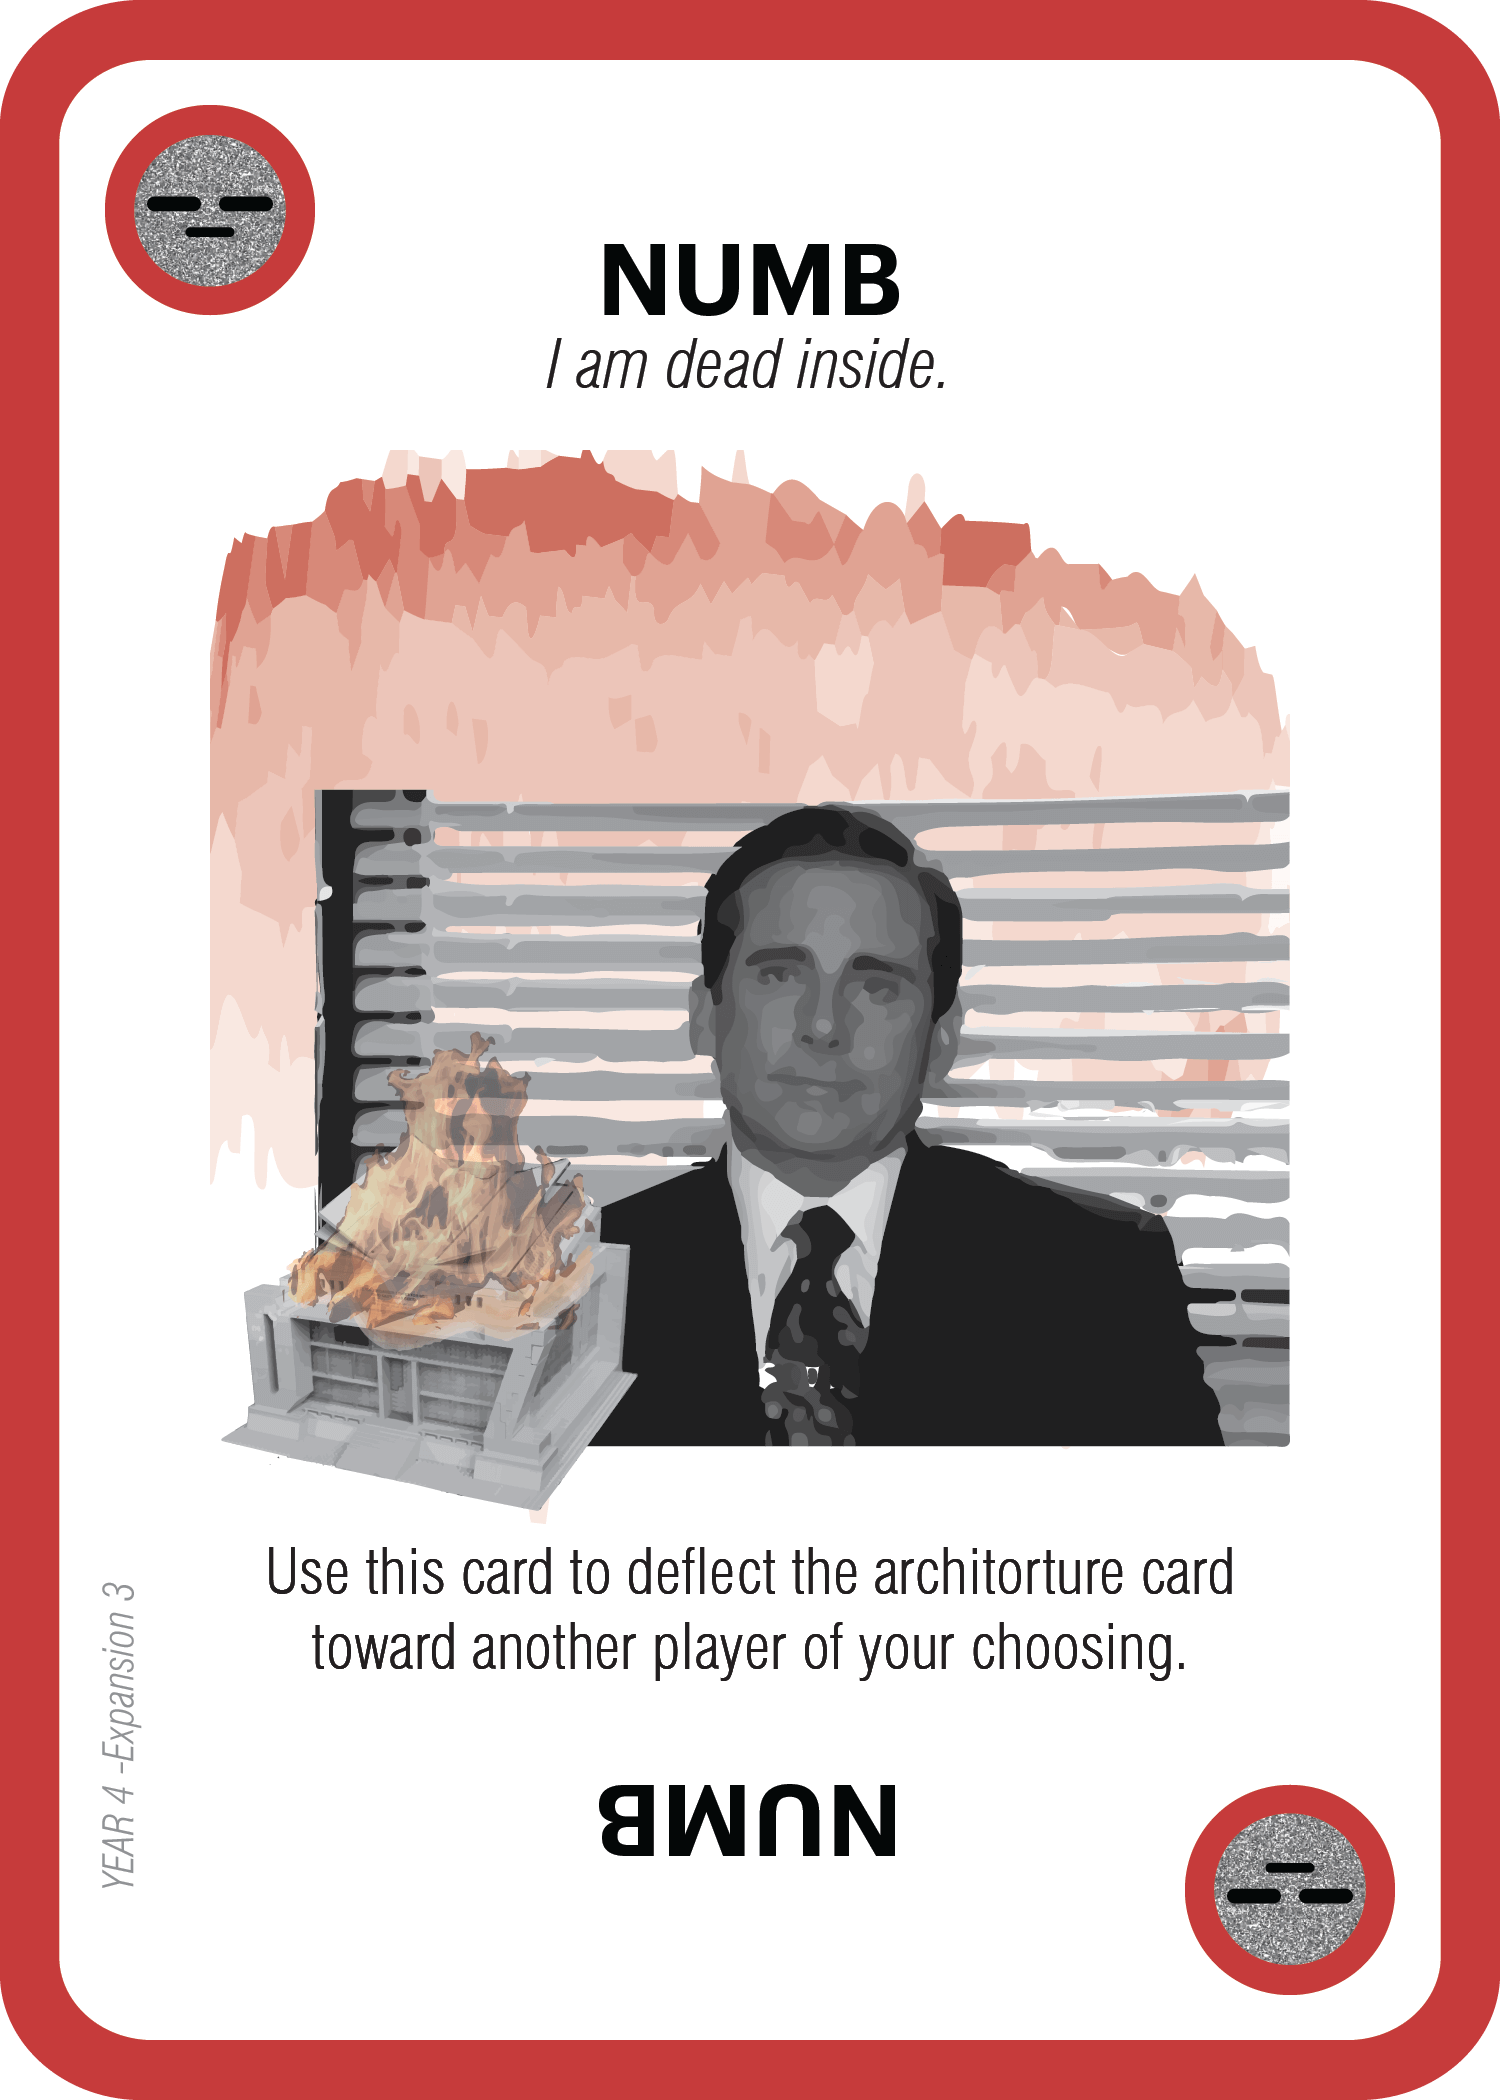 NUMB
I am dead inside.
Use this card to deflect the architorture card
toward another player of your choosing.
YEAR 4 -Expansion 3
NUMB